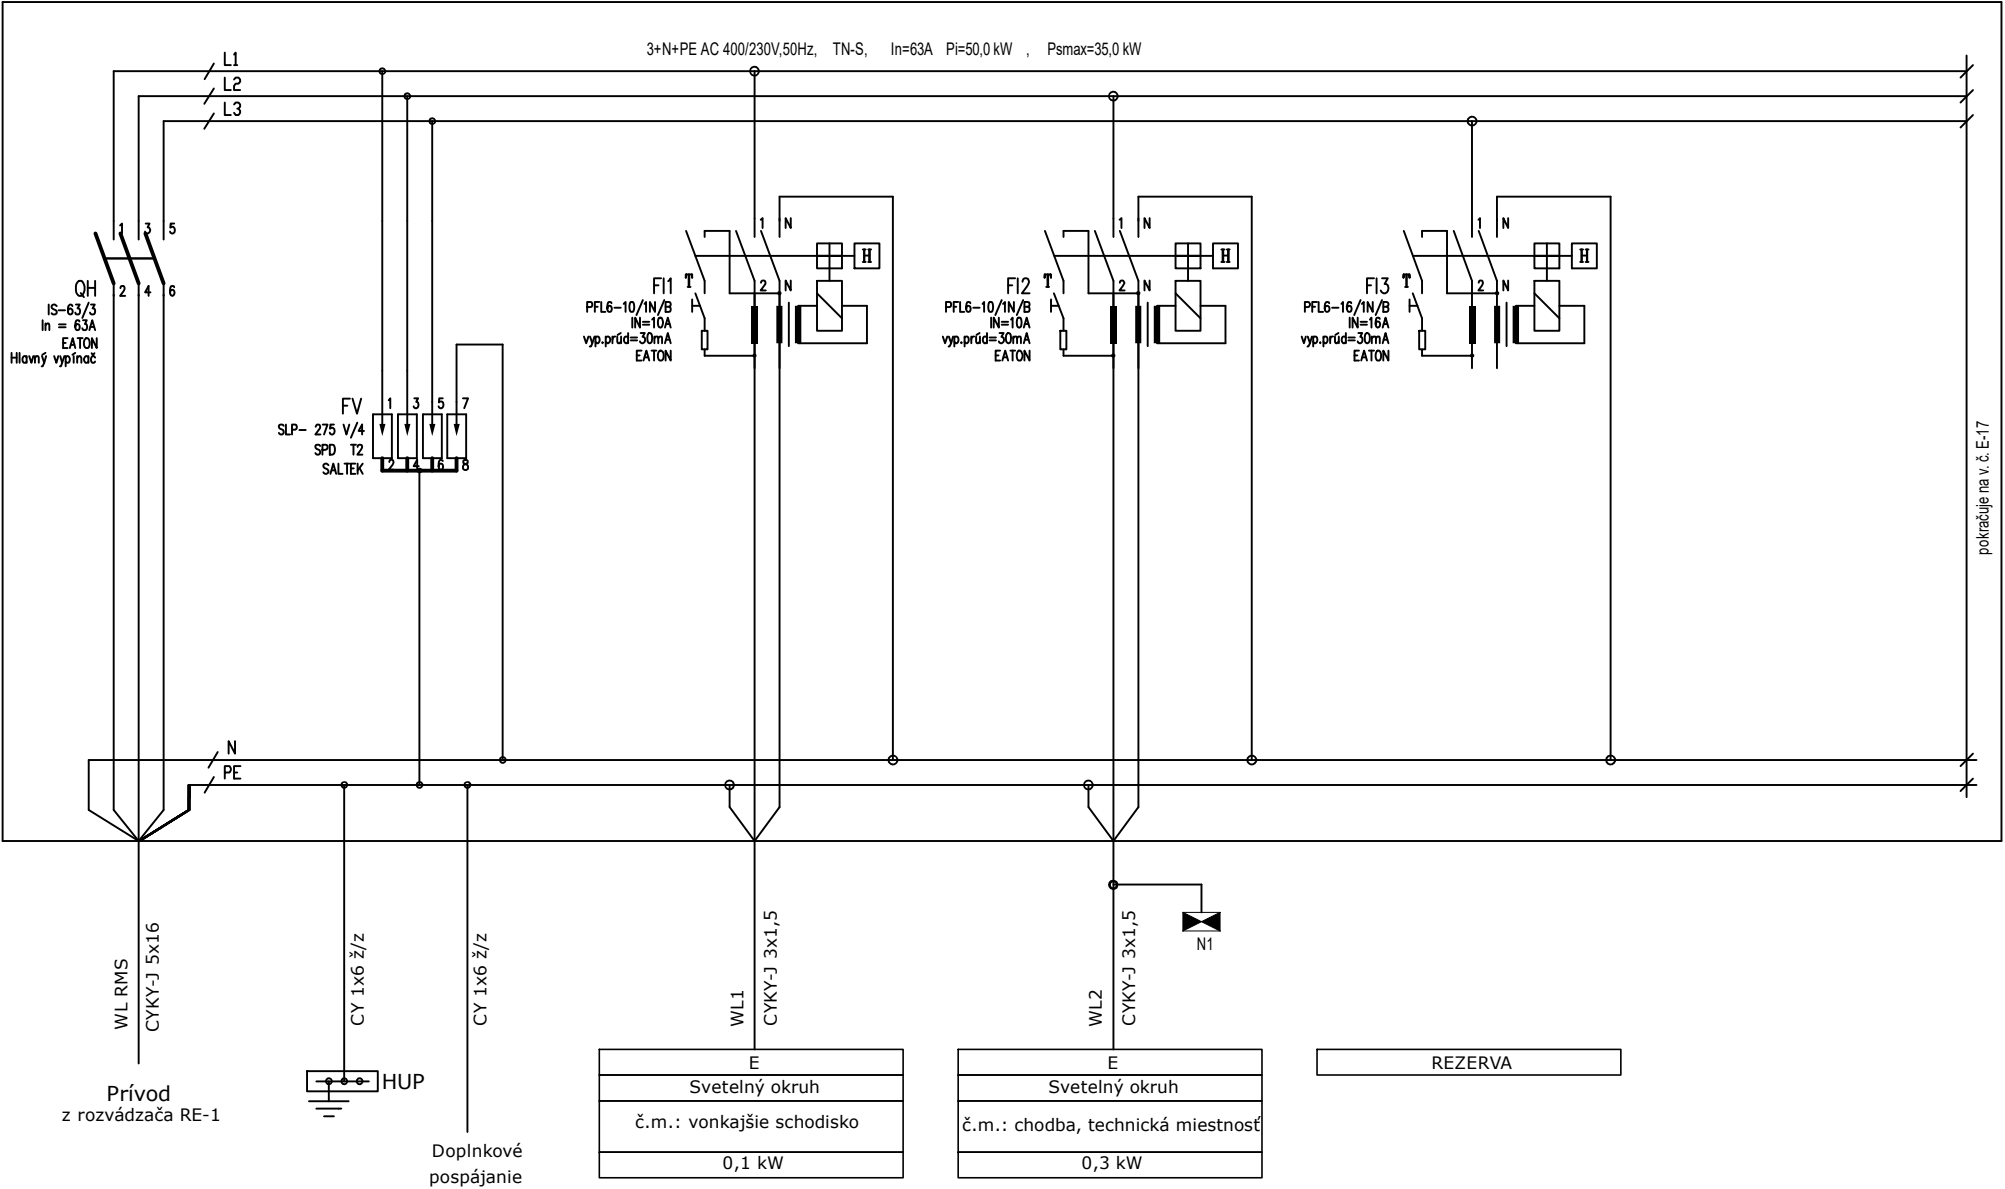 3+N+PE AC 400/230V,50Hz, TN-S, In=63A Pi=50,0 kW , Psmax=35,0 kW
L1
L2
L3
1 3 5
2 4 6
QH
IS-63/3
In = 63A
EATON
Hlavný vypínač
FV
SLP- 275 V/4
SPD T2
SALTEK
1 3 5 7
2 4 6 8
1 N
H
T
2 N
FI1
PFL6-10/1N/B
IN=10A
vyp.prúd=30mA
EATON
1 N
H
T
2 N
FI2
PFL6-10/1N/B
IN=10A
vyp.prúd=30mA
EATON
1 N
H
T
2 N
FI3
PFL6-16/1N/B
IN=16A
vyp.prúd=30mA
EATON
pokračuje na v. č. E-17
N
PE
WL RMS
CYKY-J 5x16
CY 1x6 ž/z
CY 1x6 ž/z
WL1
CYKY-J 3x1,5
WL2
CYKY-J 3x1,5
N1
Prívod
z rozvádzača RE-1
HUP
Doplnkové
pospájanie
E
Svetelný okruh
č.m.: vonkajšie schodisko
0,1 kW
E
Svetelný okruh
č.m.: chodba, technická miestnosť
0,3 kW
REZERVA